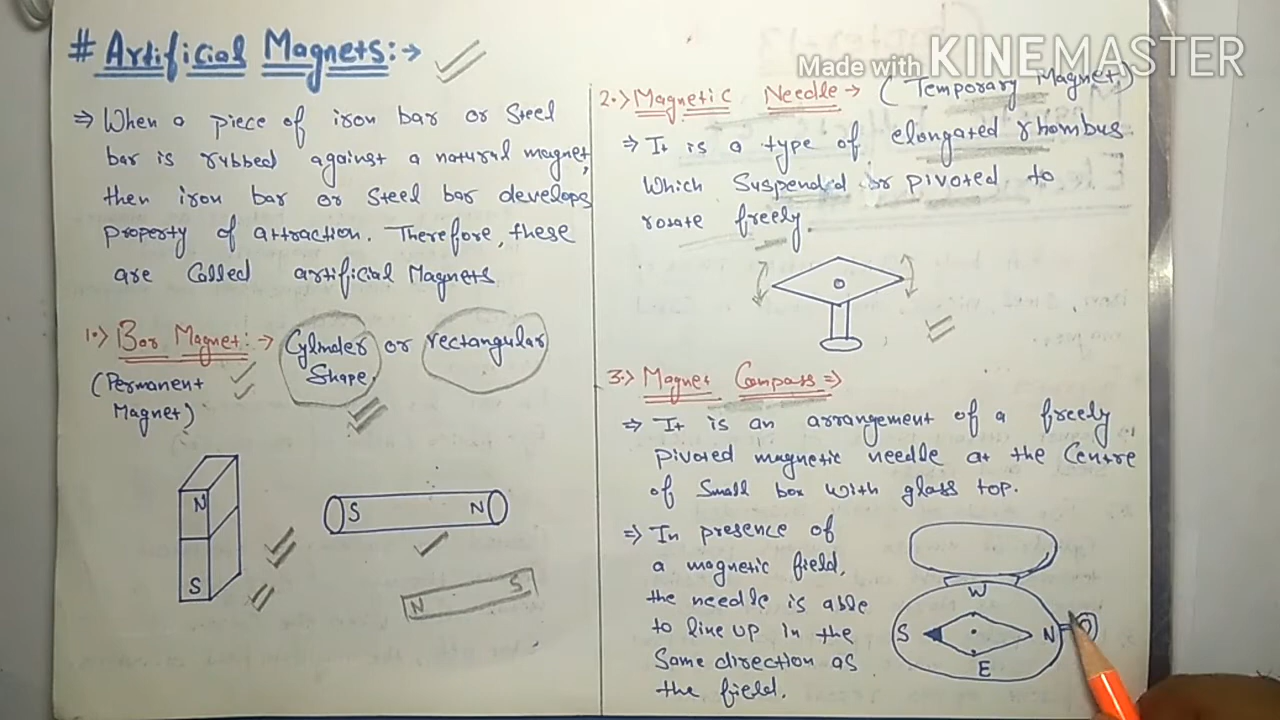 # Artificial Magnets:→
⇒ When a piece of iron bar or Steel
bar is rubbed against a natural magnet,
then iron bar or Steel bar develops
property of attraction. Therefore, these
are Called artificial Magnets
1.> Bar Magnet:→ Cylinder or rectangular
Shape.
(Permanent
Magnet)
N
S
S N
N S
Made with KINEMASTER
2.> Magnetic Needle→ (Temporary Magnet)
⇒ It is a type of elongated rhombus.
Which Suspended or pivoted to
rotate freely.
3.> Magnet Compass⇒
⇒ It is an arrangement of a freely
pivoted magnetic needle at the Centre
of Small box with glass top.
⇒ In presence of
a magnetic field,
the needle is able
to line up in the
Same direction as
the field.
W
S N
E